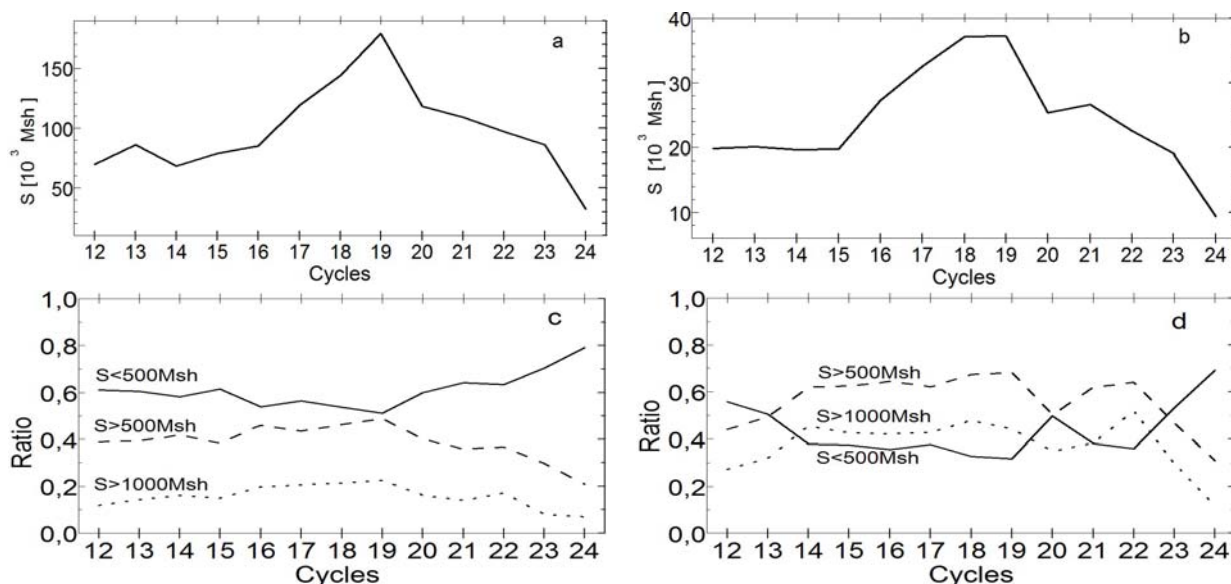 a
S [10³ Msh]
150
100
50
12 13 14 15 16 17 18 19 20 21 22 23 24
Cycles
b
S [10³ Msh]
40
30
20
10
12 13 14 15 16 17 18 19 20 21 22 23 24
Cycles
c
Ratio
1,0
0,8
0,6
0,4
0,2
0,0
S<500Msh
S>500Msh
S>1000Msh
12 13 14 15 16 17 18 19 20 21 22 23 24
Cycles
d
Ratio
1,0
0,8
0,6
0,4
0,2
0,0
S>500Msh
S>1000Msh
S<500Msh
12 13 14 15 16 17 18 19 20 21 22 23 24
Cycles